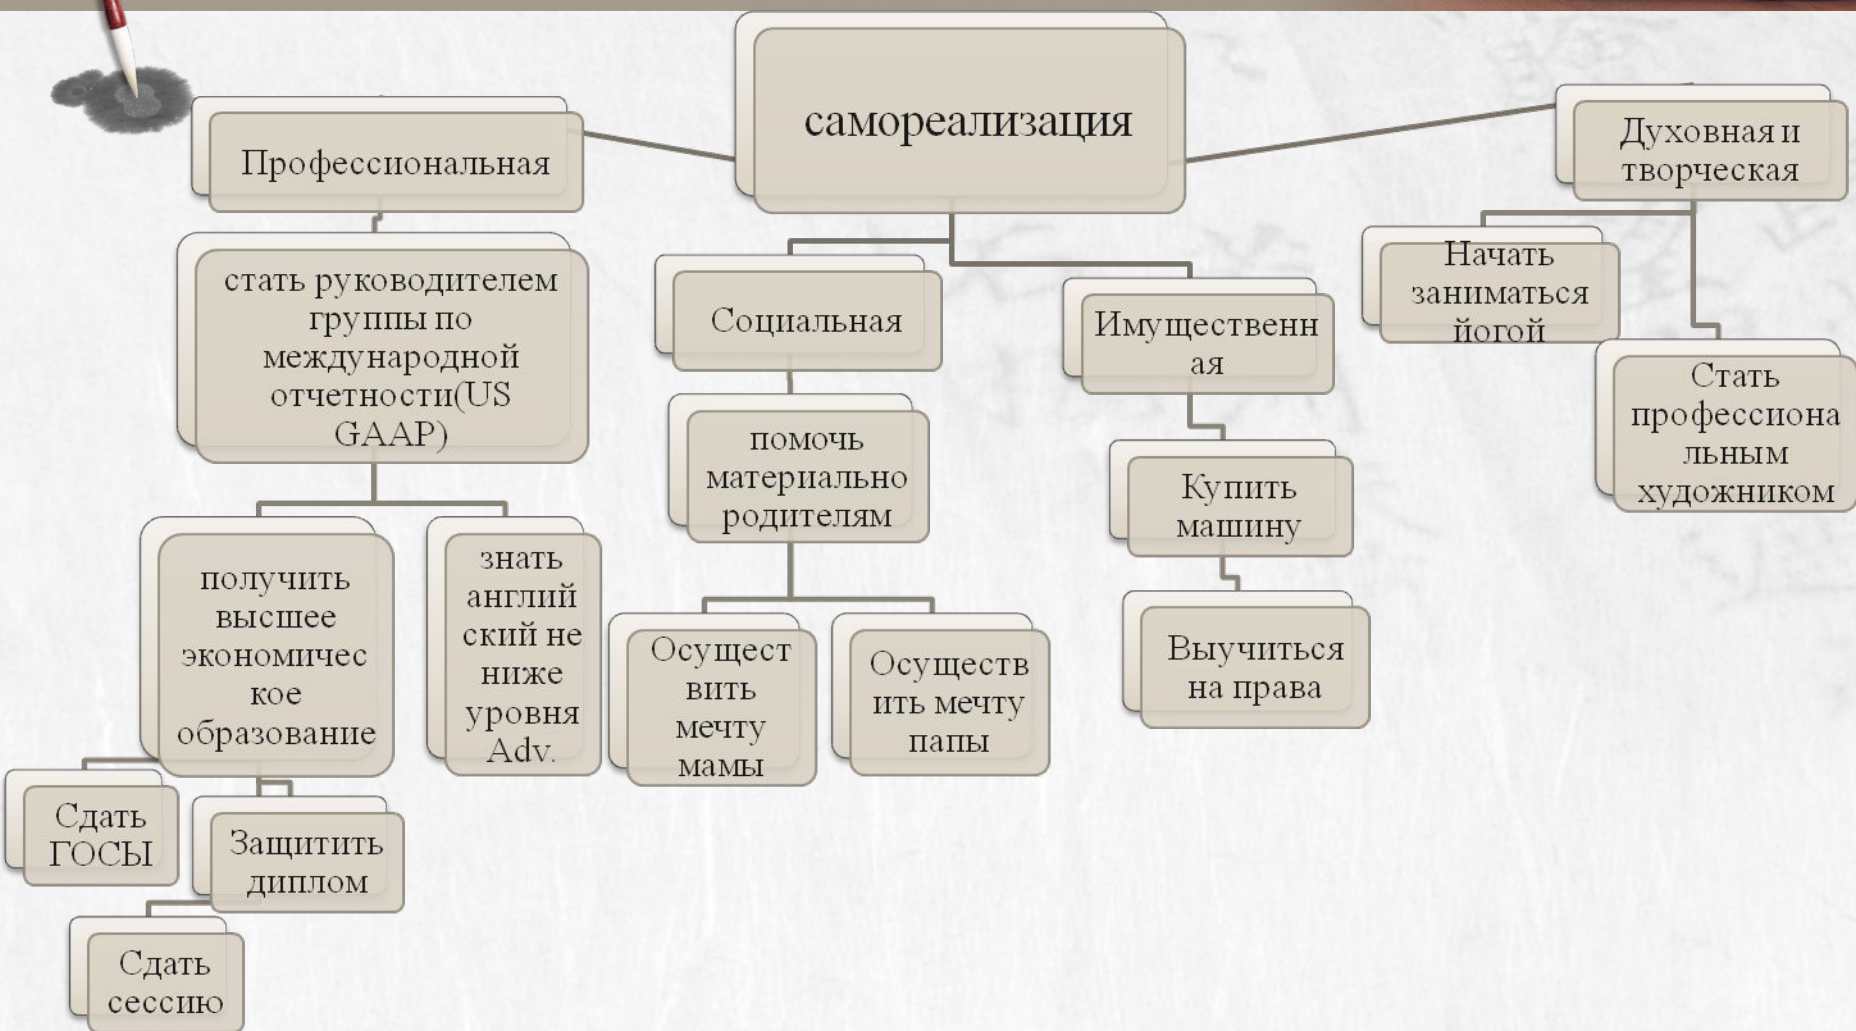 самореализация
Профессиональная
стать руководителем
группы по
международной
отчетности(US
GAAP)
получить
высшее
экономичес
кое
образование
Сдать
ГОСЫ
Защитить
диплом
Сдать
сессию
знать
англий
ский не
ниже
уровня
Adv.
Социальная
помочь
материально
родителям
Осущест
вить
мечту
мамы
Осуществ
ить мечту
папы
Имущественн
ая
Купить
машину
Выучиться
на права
Духовная и
творческая
Начать
заниматься
йогой
Стать
профессиона
льным
художником